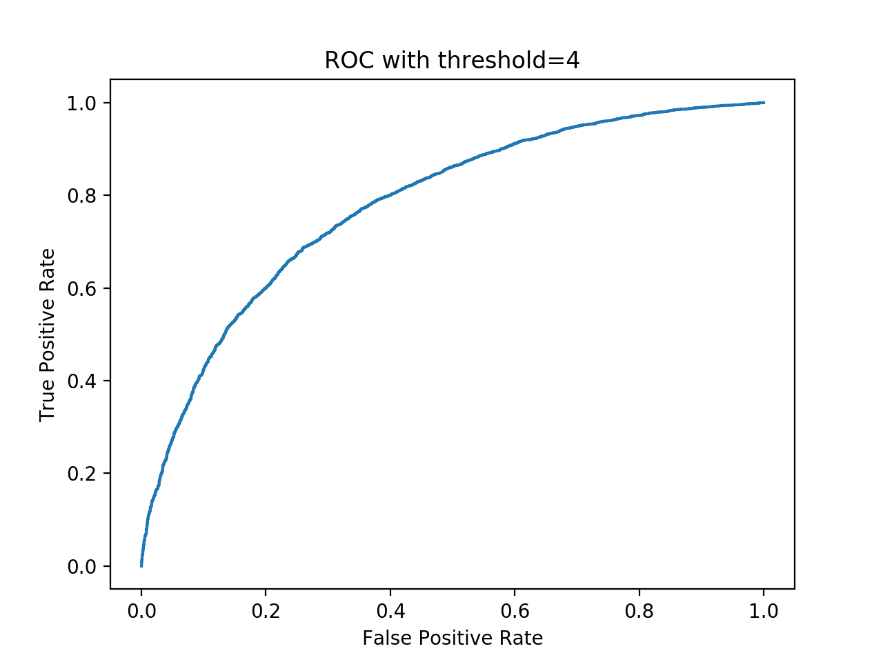 ROC with threshold=4
1.0
0.8
0.6
0.4
0.2
0.0
True Positive Rate
0.0 0.2 0.4 0.6 0.8 1.0
False Positive Rate